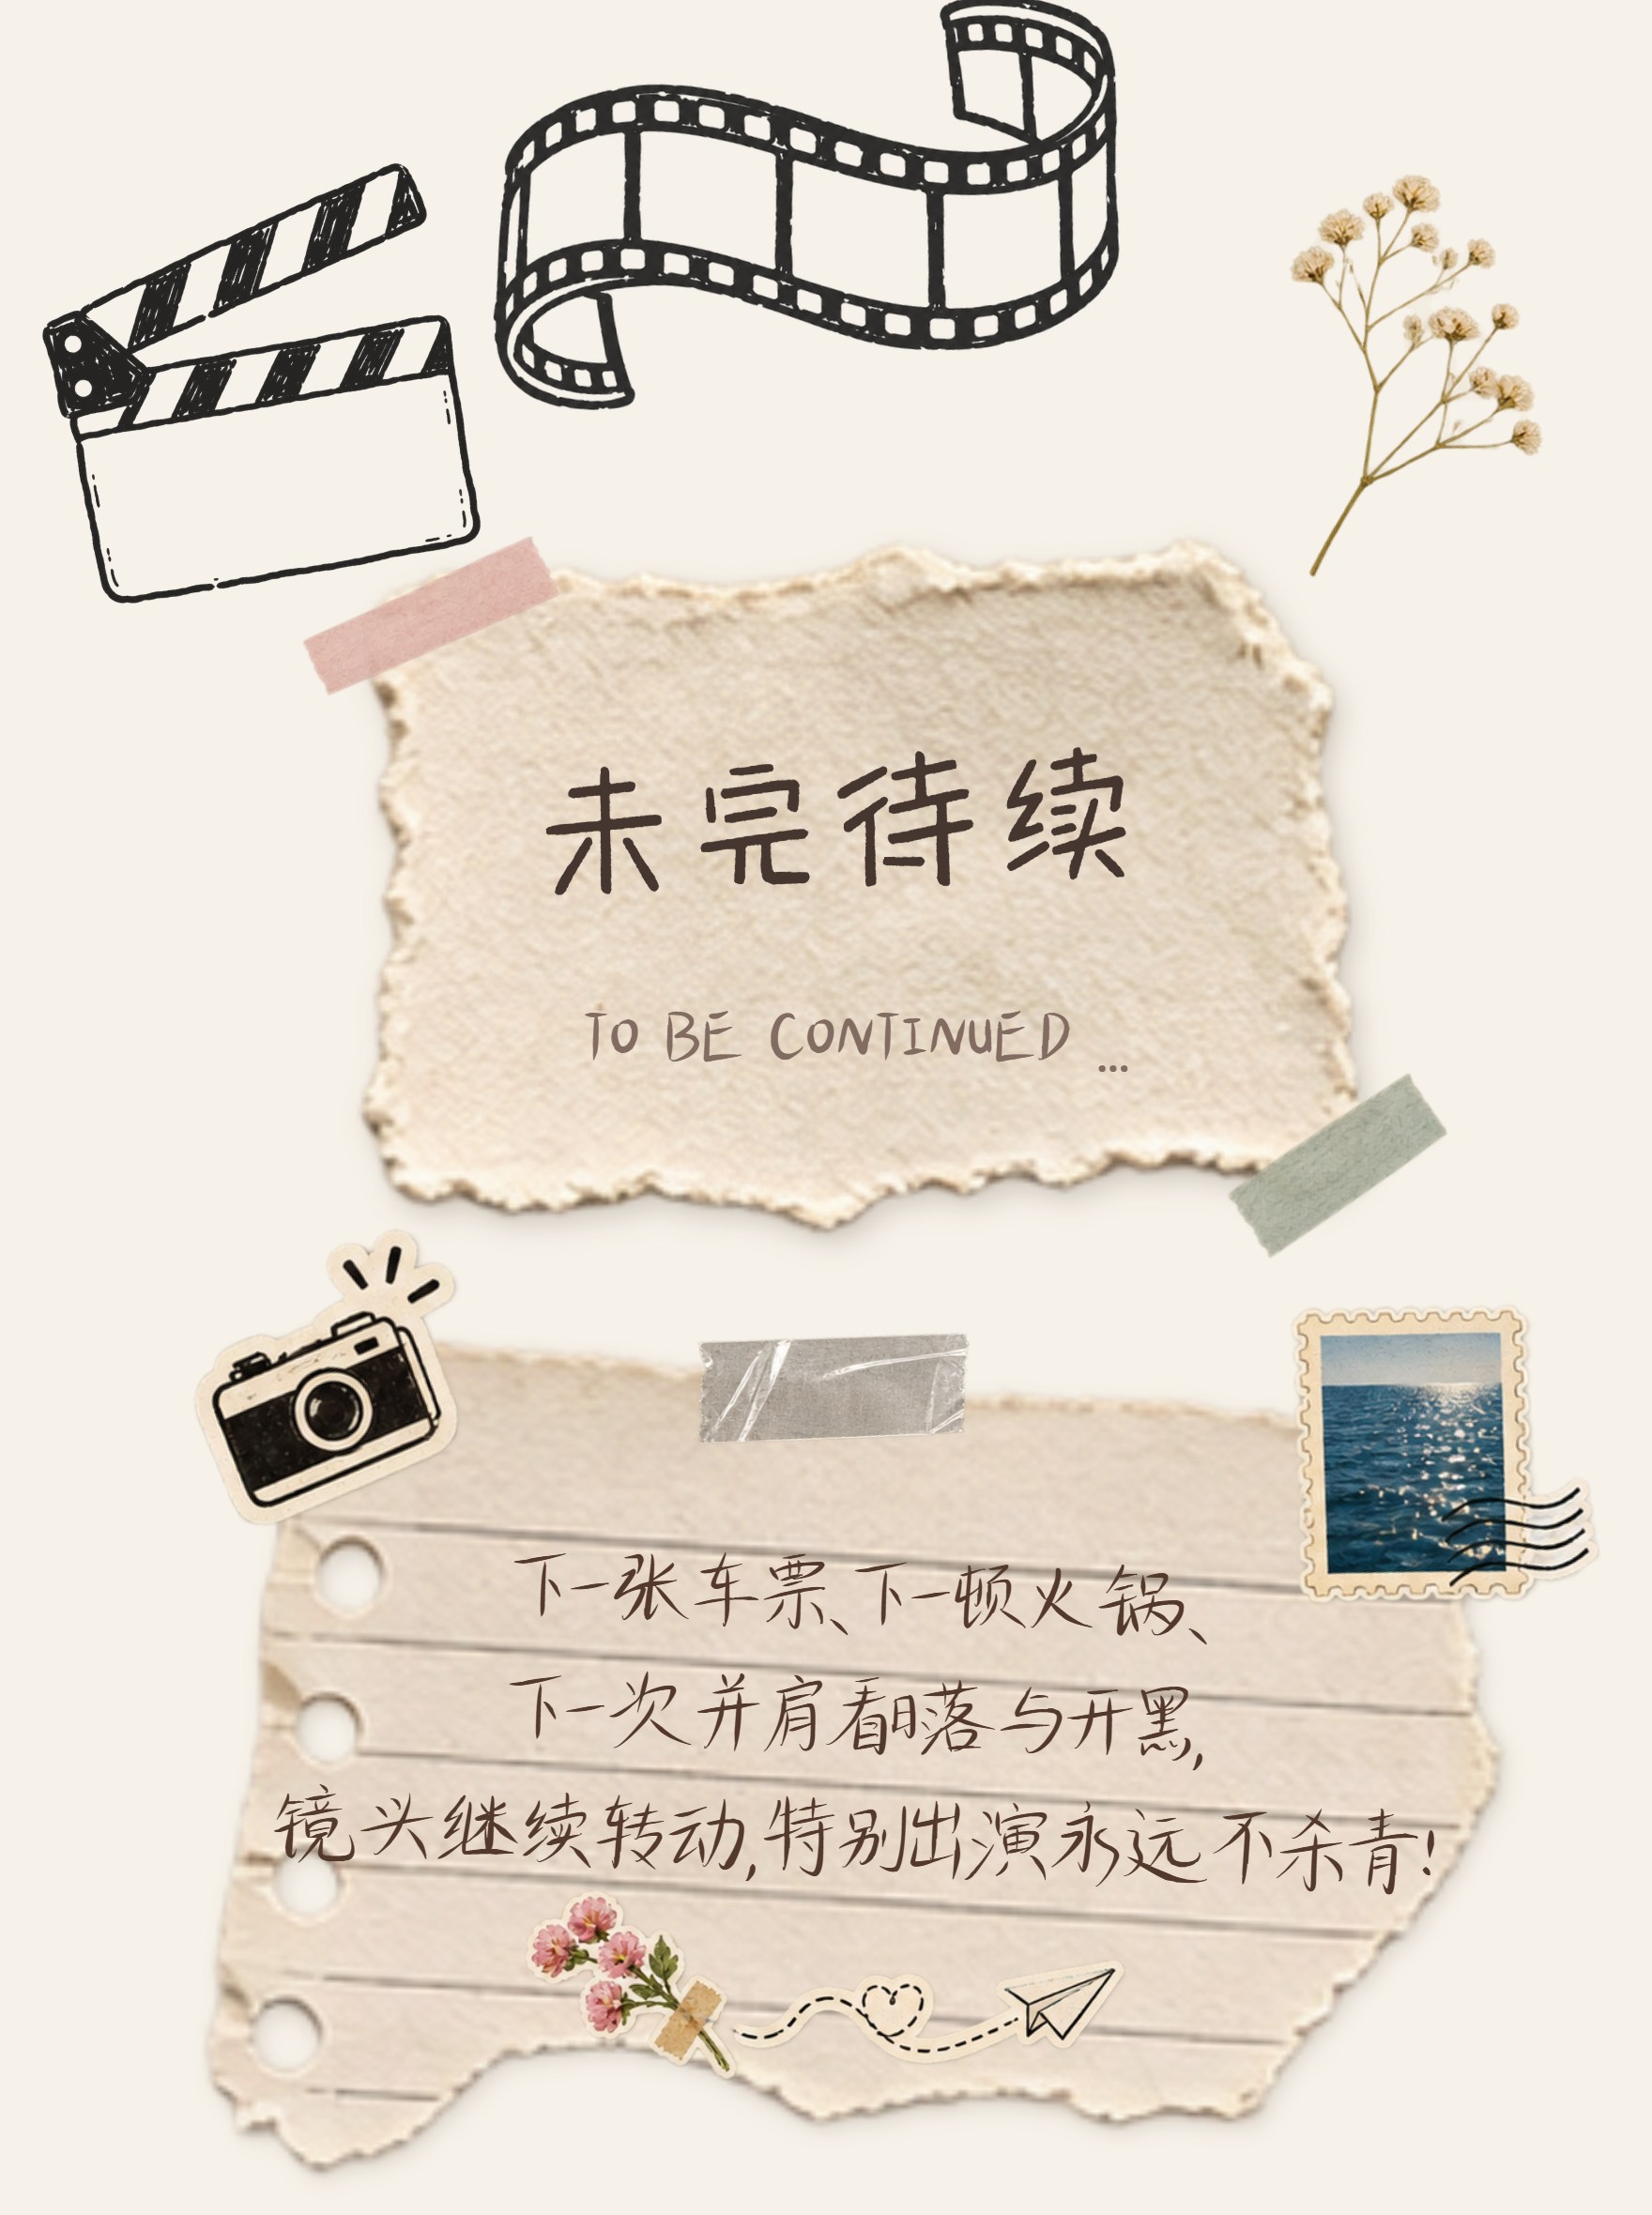 未完待续
TO BE CONTINUED ...
下一张车票、下一顿火锅、
下一次并肩看日落与开黑,
镜头继续转动,特别出演永远不杀青!